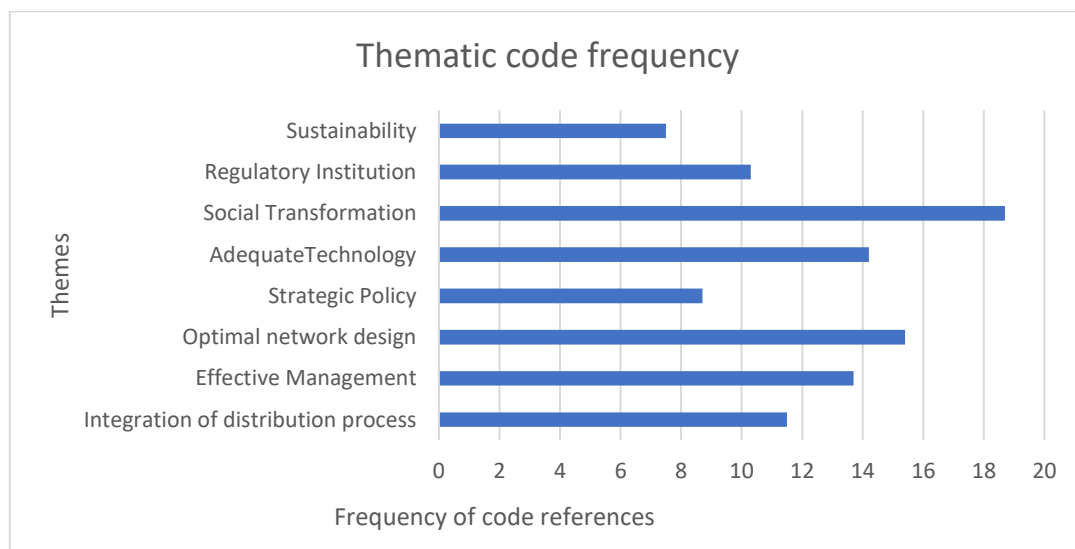 Thematic code frequency
Themes
Sustainability
Regulatory Institution
Social Transformation
AdequateTechnology
Strategic Policy
Optimal network design
Effective Management
Integration of distribution process
0 2 4 6 8 10 12 14 16 18 20
Frequency of code references